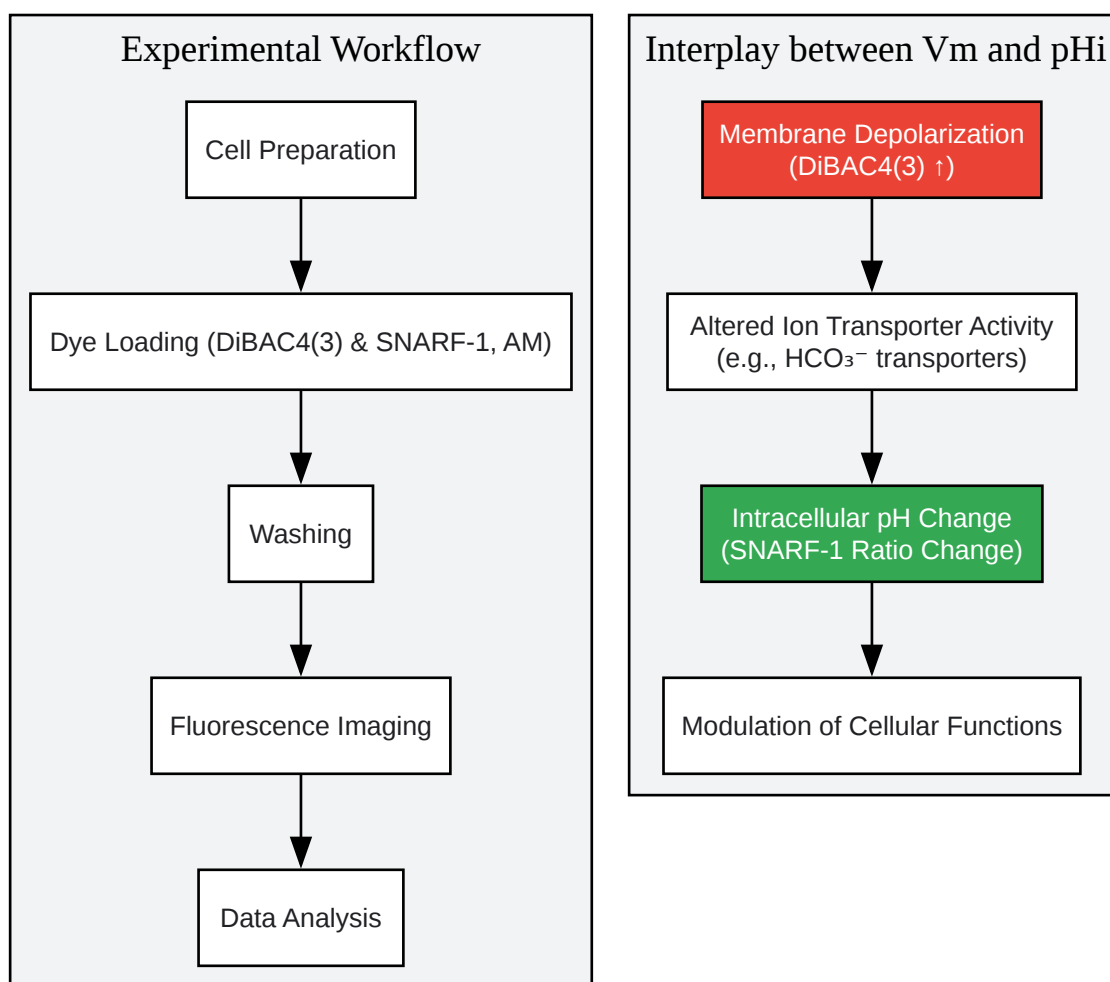 Experimental Workflow
Cell Preparation
Dye Loading (DiBAC4(3) & SNARF-1, AM)
Washing
Fluorescence Imaging
Data Analysis
Interplay between Vm and pHi
Membrane Depolarization
(DiBAC4(3) ↑)
Altered Ion Transporter Activity
(e.g., HCO₃⁻ transporters)
Intracellular pH Change
(SNARF-1 Ratio Change)
Modulation of Cellular Functions